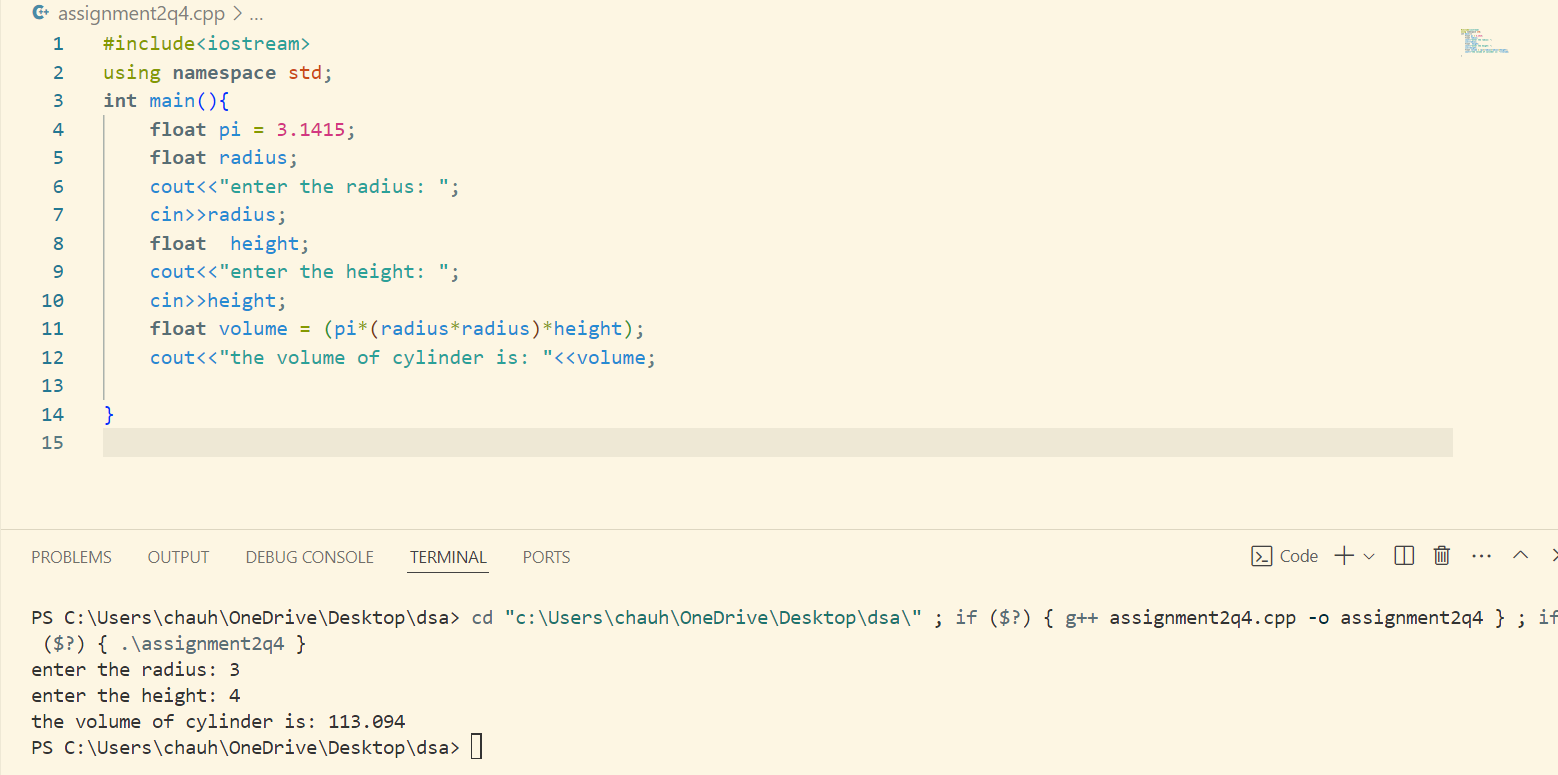 assignment2q4.cpp > ...
1 #include<iostream>
2 using namespace std;
3 int main(){
4     float pi = 3.1415;
5     float radius;
6     cout<<"enter the radius: ";
7     cin>>radius;
8     float  height;
9     cout<<"enter the height: ";
10     cin>>height;
11     float volume = (pi*(radius*radius)*height);
12     cout<<"the volume of cylinder is: "<<volume;
13
14 }
15
PROBLEMS OUTPUT DEBUG CONSOLE TERMINAL PORTS Code
PS C:\Users\chauh\OneDrive\Desktop\dsa> cd "c:\Users\chauh\OneDrive\Desktop\dsa\" ; if ($?) { g++ assignment2q4.cpp -o assignment2q4 } ; if
 ($?) { .\assignment2q4 }
enter the radius: 3
enter the height: 4
the volume of cylinder is: 113.094
PS C:\Users\chauh\OneDrive\Desktop\dsa>